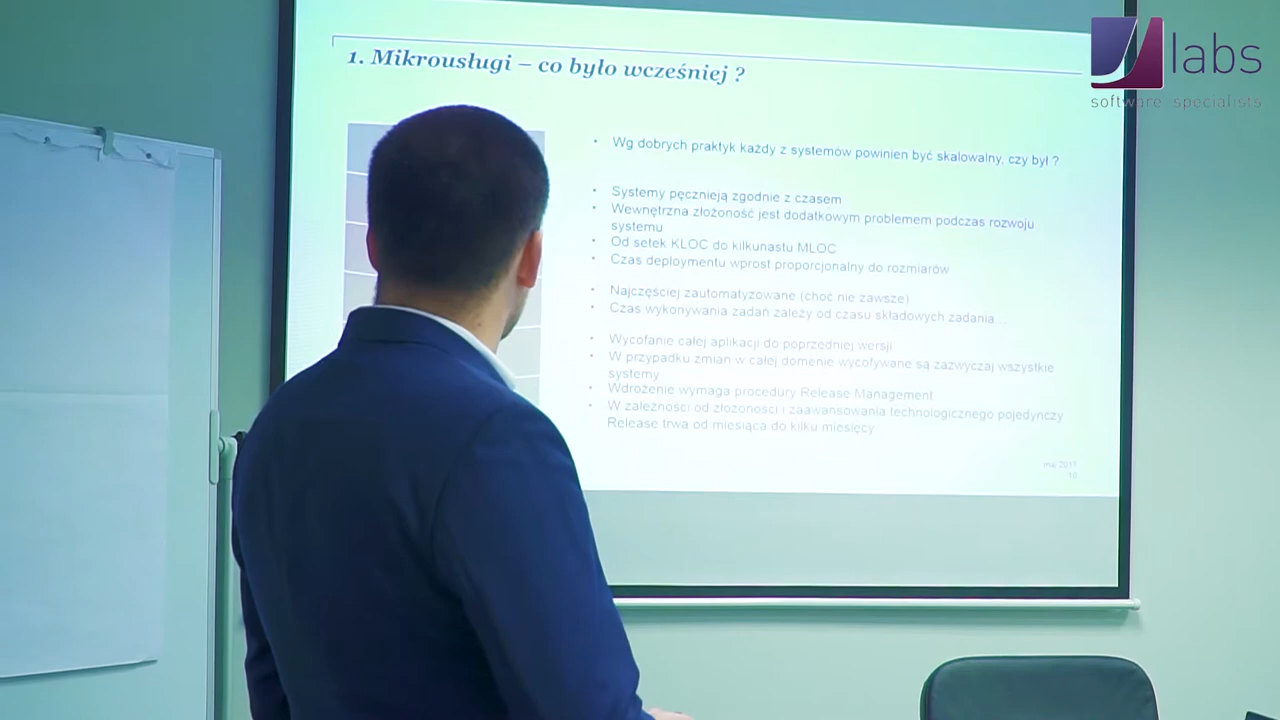 1. Mikrousługi – co było wcześniej ?
labs
software specialists
• Wg dobrych praktyk każdy z systemów powinien być skalowalny, czy był ?
• Systemy pęcznieją zgodnie z czasem
• Wewnętrzna złożoność jest dodatkowym problemem podczas rozwoju
systemu
• Od setek KLOC do kilkunastu MLOC
• Czas deploymentu wprost proporcjonalny do rozmiarów
• Najczęściej zautomatyzowane (choć nie zawsze)
• Czas wykonywania zadań zależy od czasu składowych zadania...
• Wycofanie całej aplikacji do poprzedniej wersji
• W przypadku zmian w całej domenie wycofywane są zazwyczaj wszystkie
systemy
• Wdrożenie wymaga procedury Release Management
• W zależności od złożoności i zaawansowania technologicznego pojedynczy
Release trwa od miesiąca do kilku miesięcy
maj 2017
10